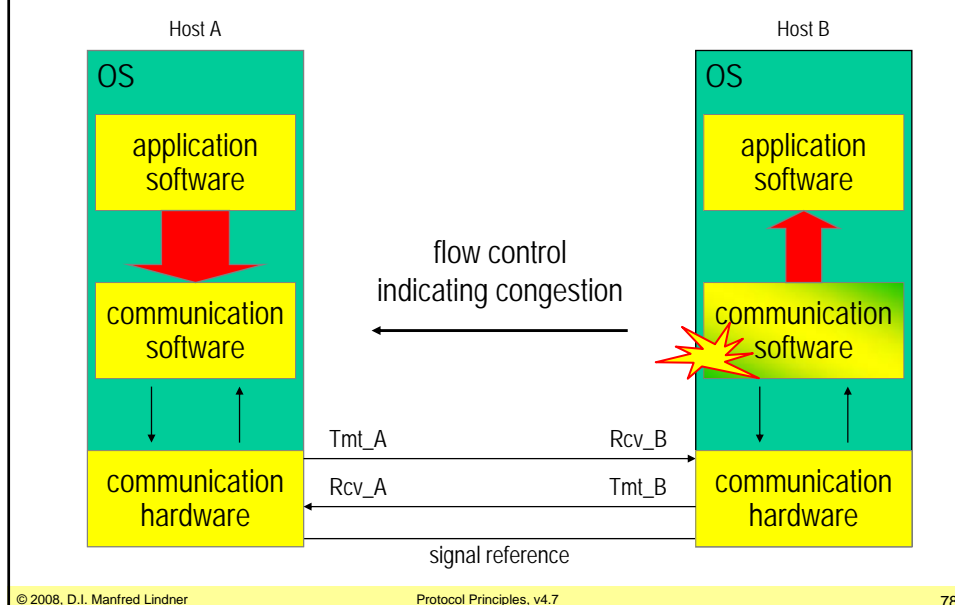 Host A
Host B
OS
OS
application
software
application
software
flow control
indicating congestion
communication
software
communication
software
Tmt_A
Rcv_B
communication
hardware
Rcv_A
Tmt_B
communication
hardware
signal reference
© 2008, D.I. Manfred Lindner
Protocol Principles, v4.7
78